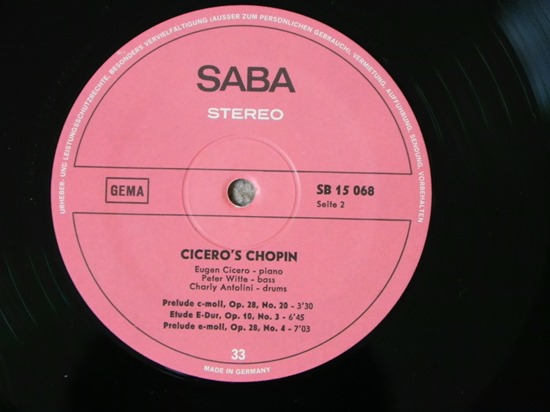 URHEBER- UND LEISTUNGSSCHUTZRECHTE, BESONDERS VERVIELFÄLTIGUNG (AUSSER ZUM PERSÖNLICHEN GEBRAUCH), VERMIETUNG, AUFFÜHRUNG, SENDUNG, VORBEHALTEN
SABA
STEREO
GEMA
SB 15 068
Seite 2
CICERO'S CHOPIN
Eugen Cicero - piano
Peter Witte - bass
Charly Antolini - drums
Prelude c-moll, Op. 28, No. 20 - 3'30
Etude E-Dur, Op. 10, No. 3 - 6'45
Prelude e-moll, Op. 28, No. 4 - 7'03
33
MADE IN GERMANY